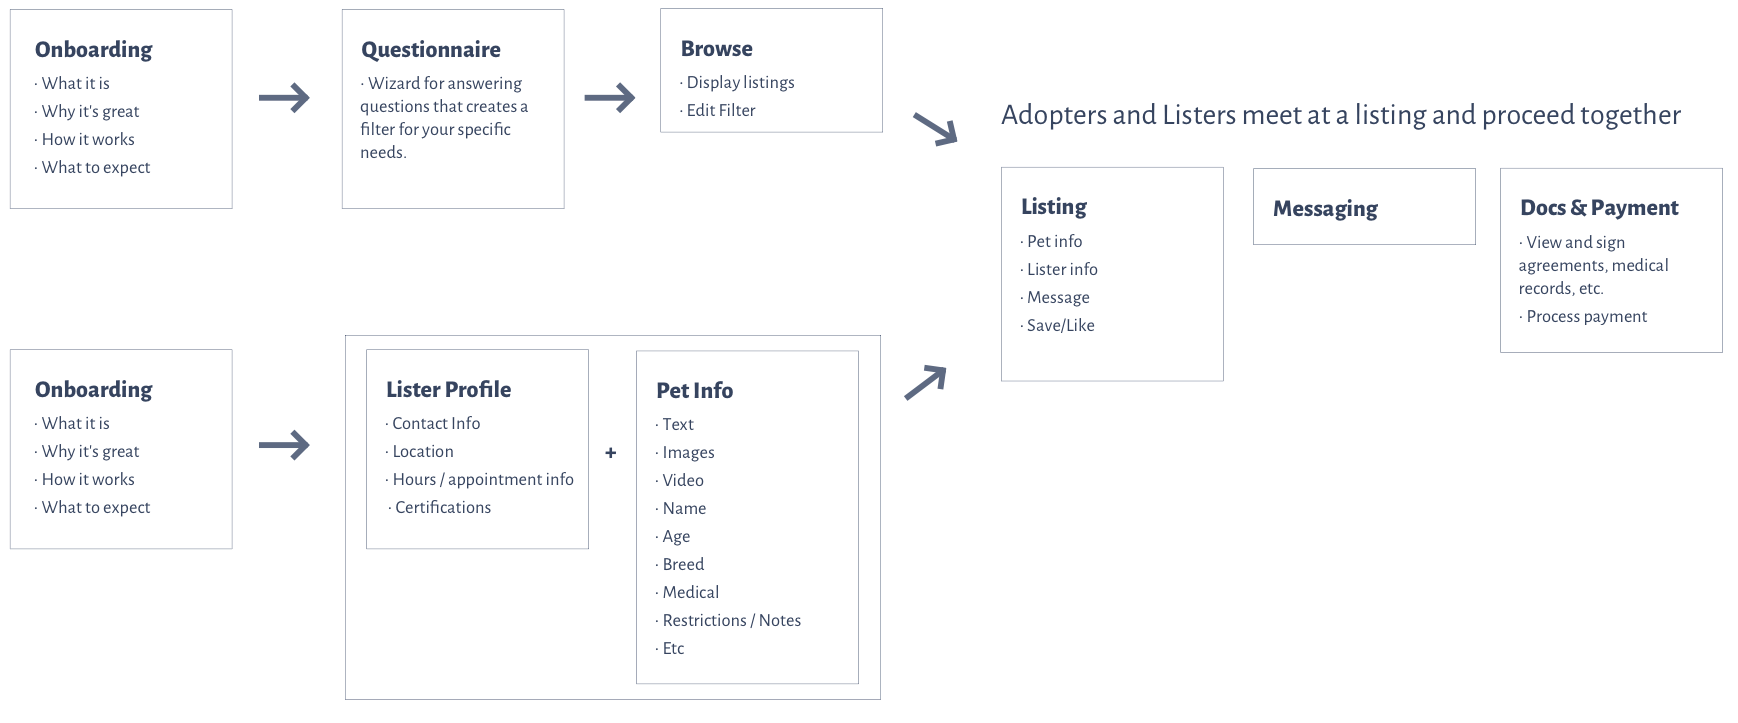 Onboarding
· What it is
· Why it's great
· How it works
· What to expect
Questionnaire
· Wizard for answering
questions that creates a
filter for your specific
needs.
Browse
· Display listings
· Edit Filter
Adopters and Listers meet at a listing and proceed together
Listing
· Pet info
· Lister info
· Message
· Save/Like
Messaging
Docs & Payment
· View and sign
agreements, medical
records, etc.
· Process payment
Onboarding
· What it is
· Why it's great
· How it works
· What to expect
Lister Profile
· Contact Info
· Location
· Hours / appointment info
· Certifications
+
Pet Info
· Text
· Images
· Video
· Name
· Age
· Breed
· Medical
· Restrictions / Notes
· Etc